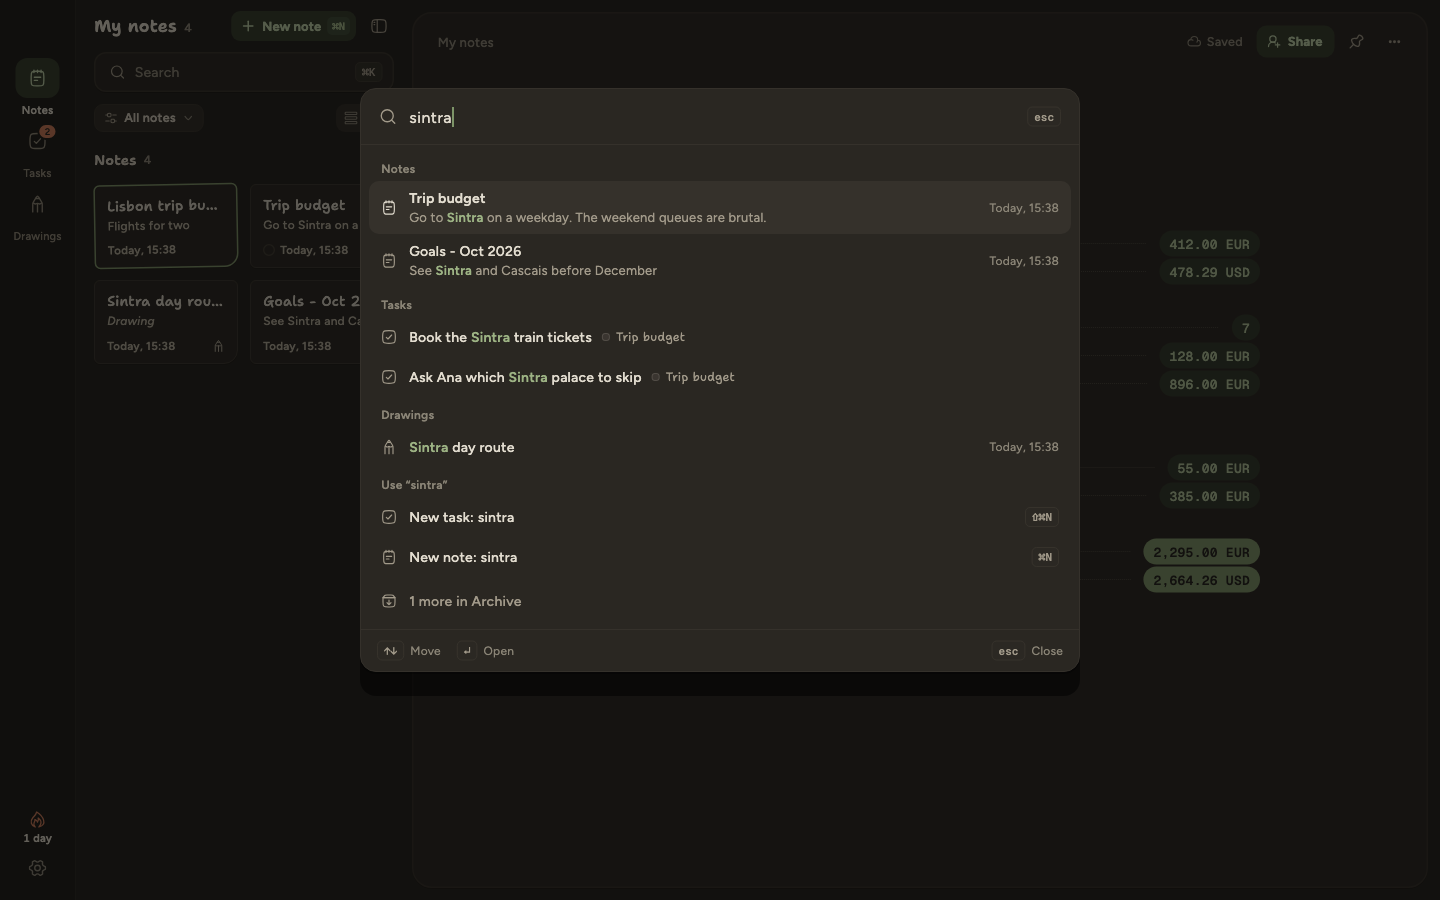 My notes 4
New note ⌘N
Search ⌘K
All notes
Notes
2
Tasks
Drawings
Notes 4
Lisbon trip bu...
Flights for two
Today, 15:38
Trip budget
Go to Sintra on a
Today, 15:38
Sintra day rou...
Drawing
Today, 15:38
Goals - Oct 2
See Sintra and Ca
Today, 15:38
1 day
My notes
Saved
Share
sintra
esc
Notes
Trip budget
Go to Sintra on a weekday. The weekend queues are brutal.
Today, 15:38
Goals - Oct 2026
See Sintra and Cascais before December
Today, 15:38
Tasks
Book the Sintra train tickets Trip budget
Ask Ana which Sintra palace to skip Trip budget
Drawings
Sintra day route
Today, 15:38
Use “sintra”
New task: sintra ⇧⌘N
New note: sintra ⌘N
1 more in Archive
Move
Open
esc Close
412.00 EUR
478.29 USD
7
128.00 EUR
896.00 EUR
55.00 EUR
385.00 EUR
2,295.00 EUR
2,664.26 USD